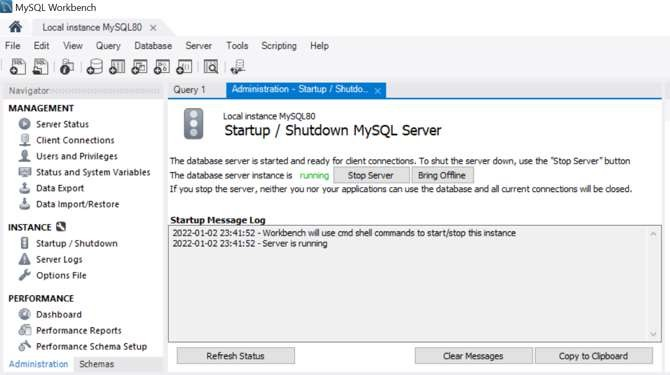 MySQL Workbench
Local instance MySQL80 ×
File Edit View Query Database Server Tools Scripting Help
Navigator
Query 1 Administration - Startup / Shutdo... ×
MANAGEMENT
Server Status
Client Connections
Users and Privileges
Status and System Variables
Data Export
Data Import/Restore
INSTANCE
Startup / Shutdown
Server Logs
Options File
PERFORMANCE
Dashboard
Performance Reports
Performance Schema Setup
Administration Schemas
Local instance MySQL80
Startup / Shutdown MySQL Server
The database server is started and ready for client connections. To shut the server down, use the "Stop Server" button
The database server instance is running Stop Server Bring Offline
If you stop the server, neither you nor your applications can use the database and all current connections will be closed.
Startup Message Log
2022-01-02 23:41:52 - Workbench will use cmd shell commands to start/stop this instance
2022-01-02 23:41:52 - Server is running
Refresh Status Clear Messages Copy to Clipboard